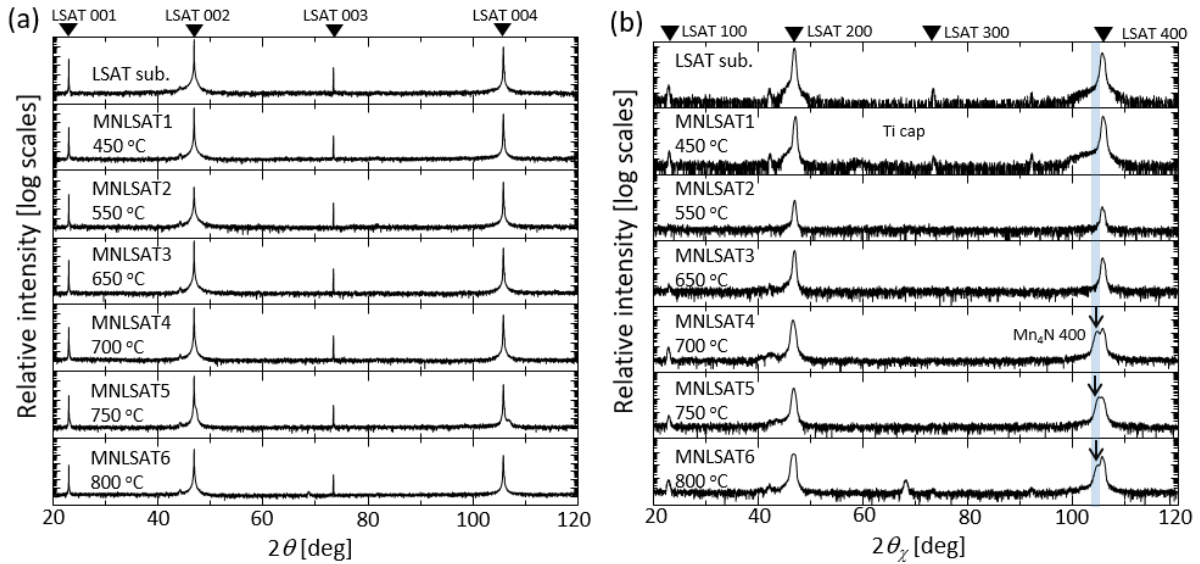 (a)
LSAT 001
LSAT 002
LSAT 003
LSAT 004
LSAT sub.
MNLSAT1
450 °C
MNLSAT2
550 °C
MNLSAT3
650 °C
MNLSAT4
700 °C
MNLSAT5
750 °C
MNLSAT6
800 °C
Relative intensity [log scales]
20 40 60 80 100 120
2θ [deg]
(b)
LSAT 100
LSAT 200
LSAT 300
LSAT 400
LSAT sub.
MNLSAT1
450 °C
Ti cap
MNLSAT2
550 °C
MNLSAT3
650 °C
MNLSAT4
700 °C
Mn₄N 400
MNLSAT5
750 °C
MNLSAT6
800 °C
Relative intensity [log scales]
20 40 60 80 100 120
2θᵪ [deg]